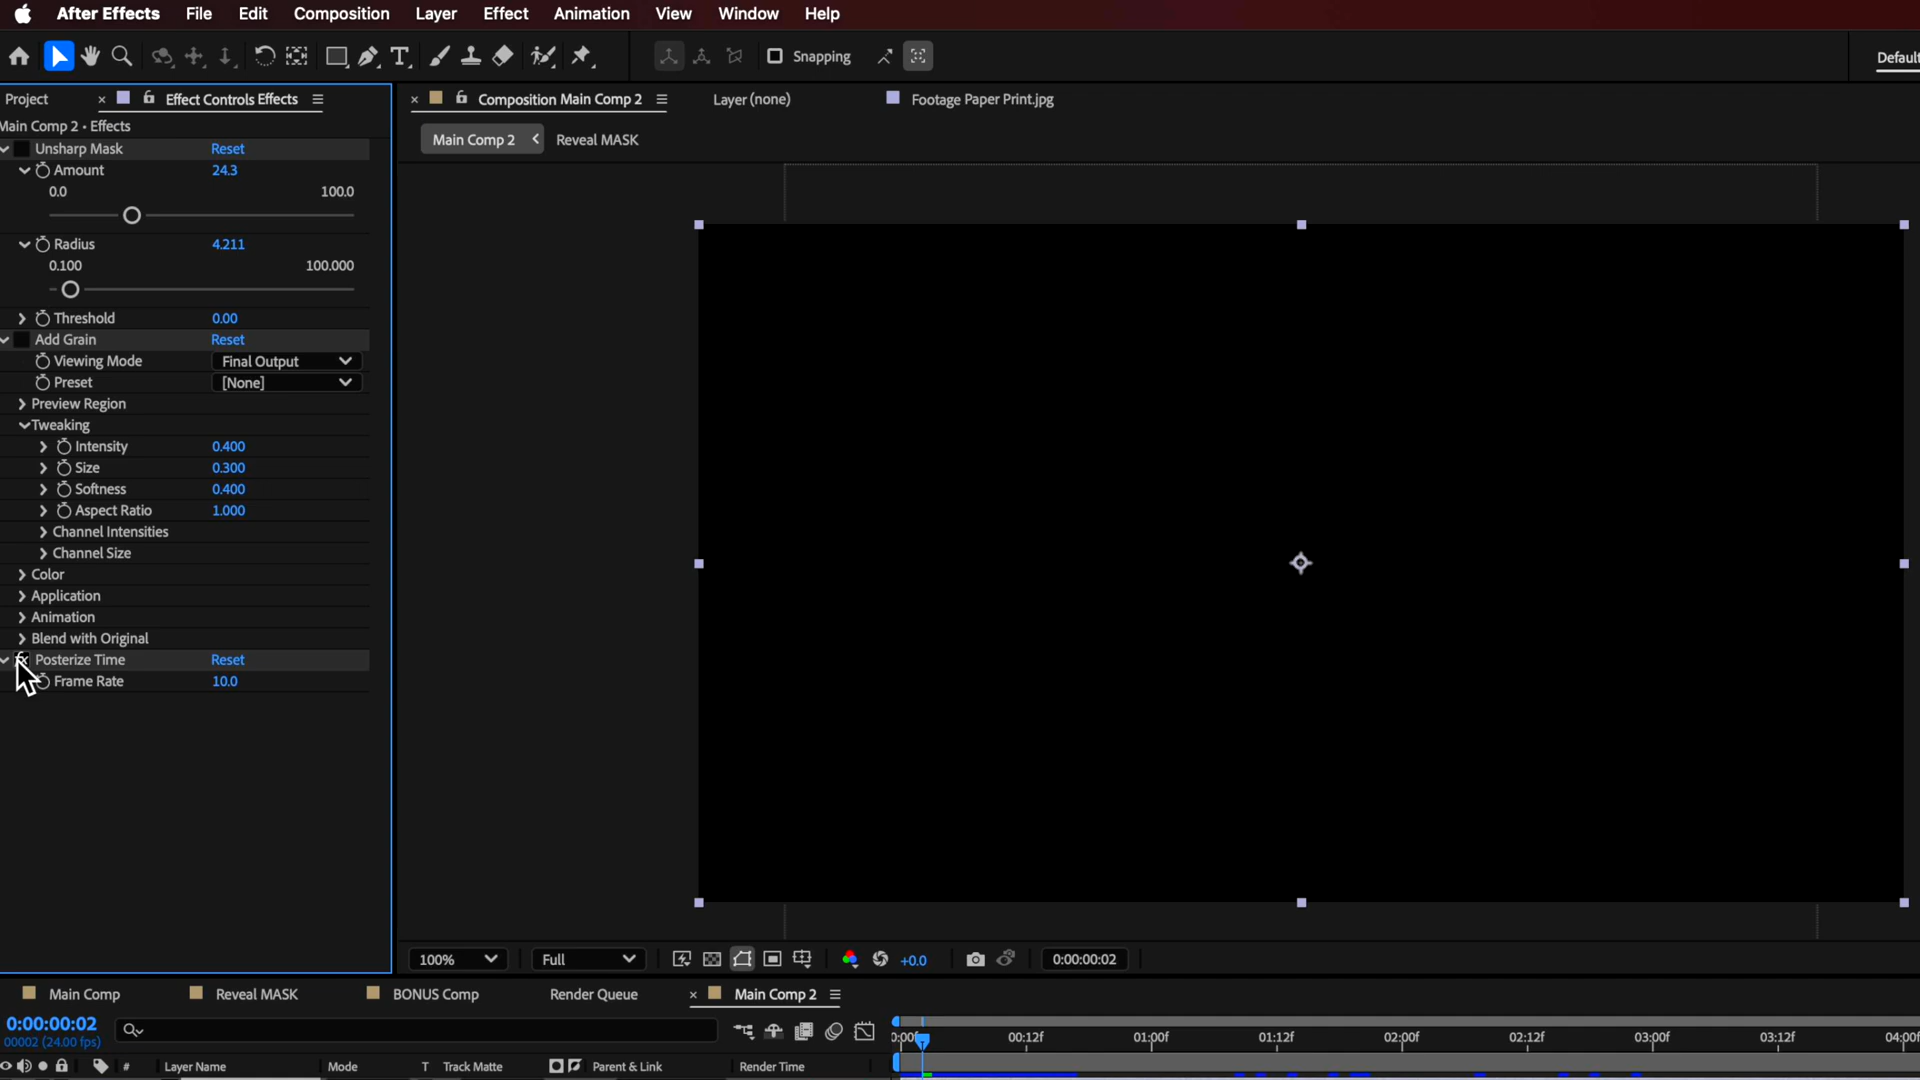 After Effects File Edit Composition Layer Effect Animation View Window Help
Snapping Default
Project × Effect Controls Effects × Composition Main Comp 2 Layer (none) Footage Paper Print.jpg
Main Comp 2 • Effects
Main Comp 2 Reveal MASK
Unsharp Mask Reset
Amount 24.3
0.0 100.0
Radius 4.211
0.100 100.000
Threshold 0.00
Add Grain Reset
Viewing Mode Final Output
Preset [None]
Preview Region
Tweaking
Intensity 0.400
Size 0.300
Softness 0.400
Aspect Ratio 1.000
Channel Intensities
Channel Size
Color
Application
Animation
Blend with Original
Posterize Time Reset
Frame Rate 10.0
100% Full +0.0 0:00:00:02
Main Comp Reveal MASK BONUS Comp Render Queue × Main Comp 2
0:00:00:02
00002 (24.00 fps)
00:12f 01:00f 01:12f 02:00f 02:12f 03:00f 03:12f
# Layer Name Mode T Track Matte Parent & Link Render Time